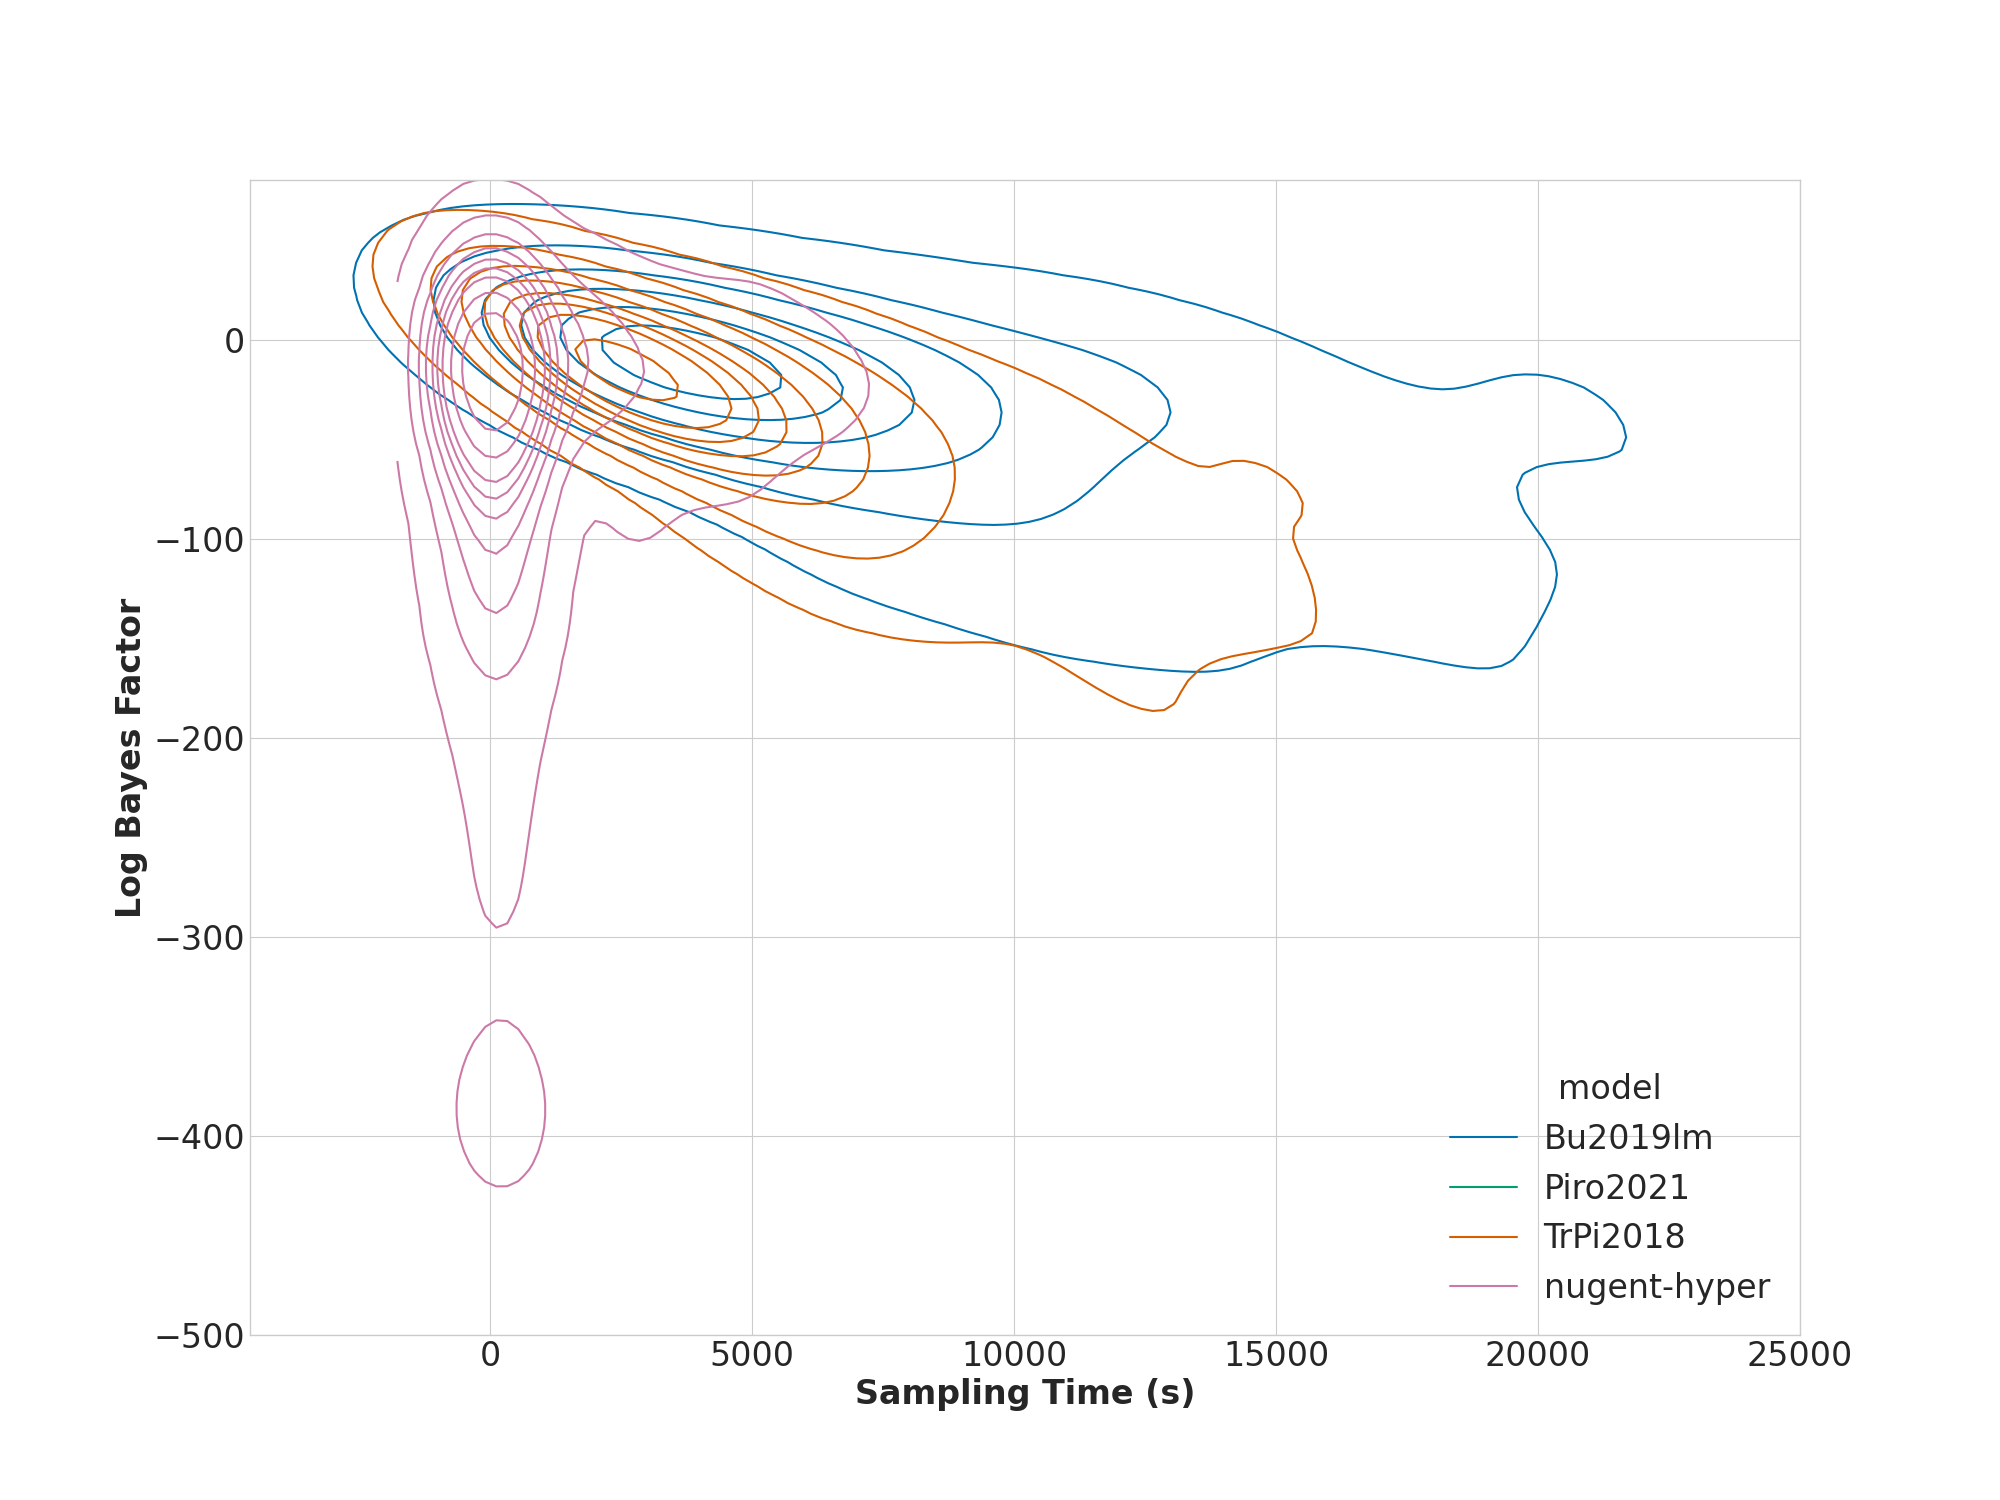 0
−100
−200
−300
−400
−500
Log Bayes Factor
0 5000 10000 15000 20000 25000
Sampling Time (s)
model
Bu2019lm
Piro2021
TrPi2018
nugent-hyper